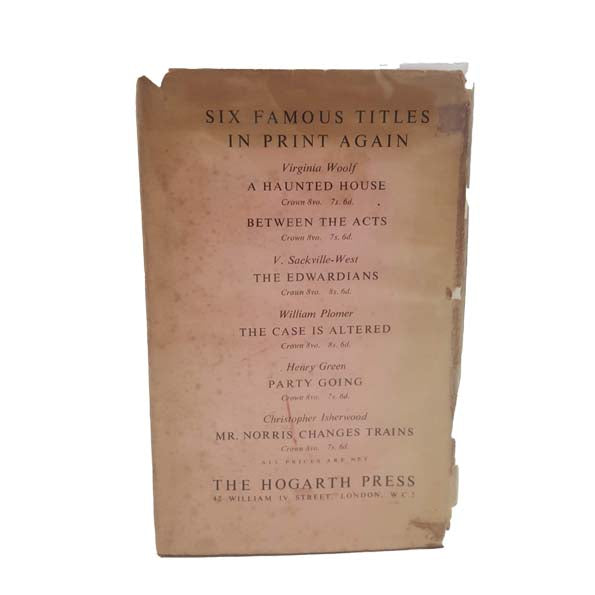 SIX FAMOUS TITLES
IN PRINT AGAIN
Virginia Woolf
A HAUNTED HOUSE
Crown 8vo. 7s. 6d.
BETWEEN THE ACTS
Crown 8vo. 7s. 6d.
V. Sackville-West
THE EDWARDIANS
Crown 8vo. 8s. 6d.
William Plomer
THE CASE IS ALTERED
Crown 8vo. 8s. 6d.
Henry Green
PARTY GOING
Crown 8vo. 7s. 6d.
Christopher Isherwood
MR. NORRIS CHANGES TRAINS
Crown 8vo. 7s. 6d.
ALL PRICES ARE NET
THE HOGARTH PRESS
42 WILLIAM IV STREET, LONDON, W.C.2